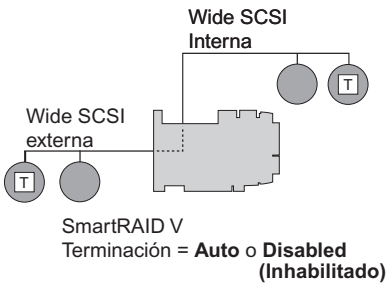 Wide SCSI
Interna
T
Wide SCSI
externa
T
SmartRAID V
Terminación = Auto o Disabled
(Inhabilitado)